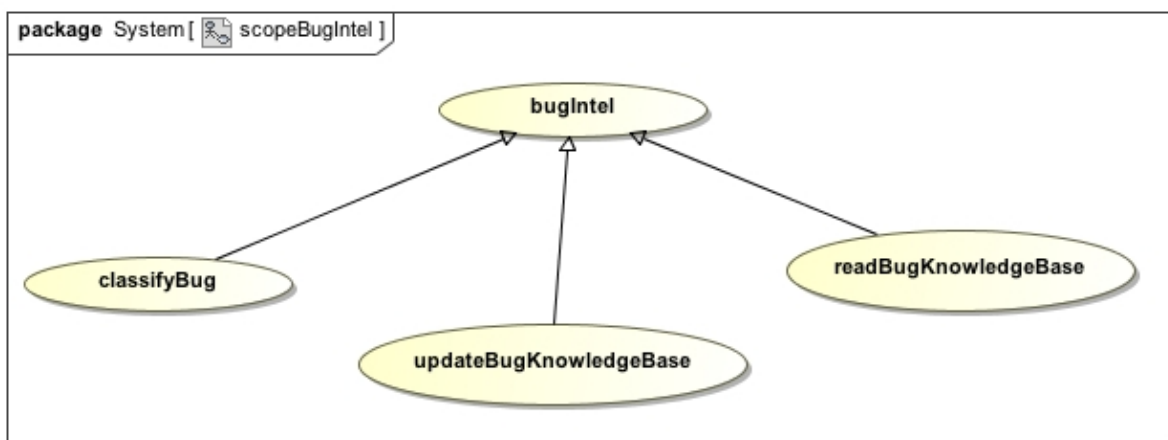 package System [ scopeBugIntel ]
bugIntel
classifyBug
readBugKnowledgeBase
updateBugKnowledgeBase